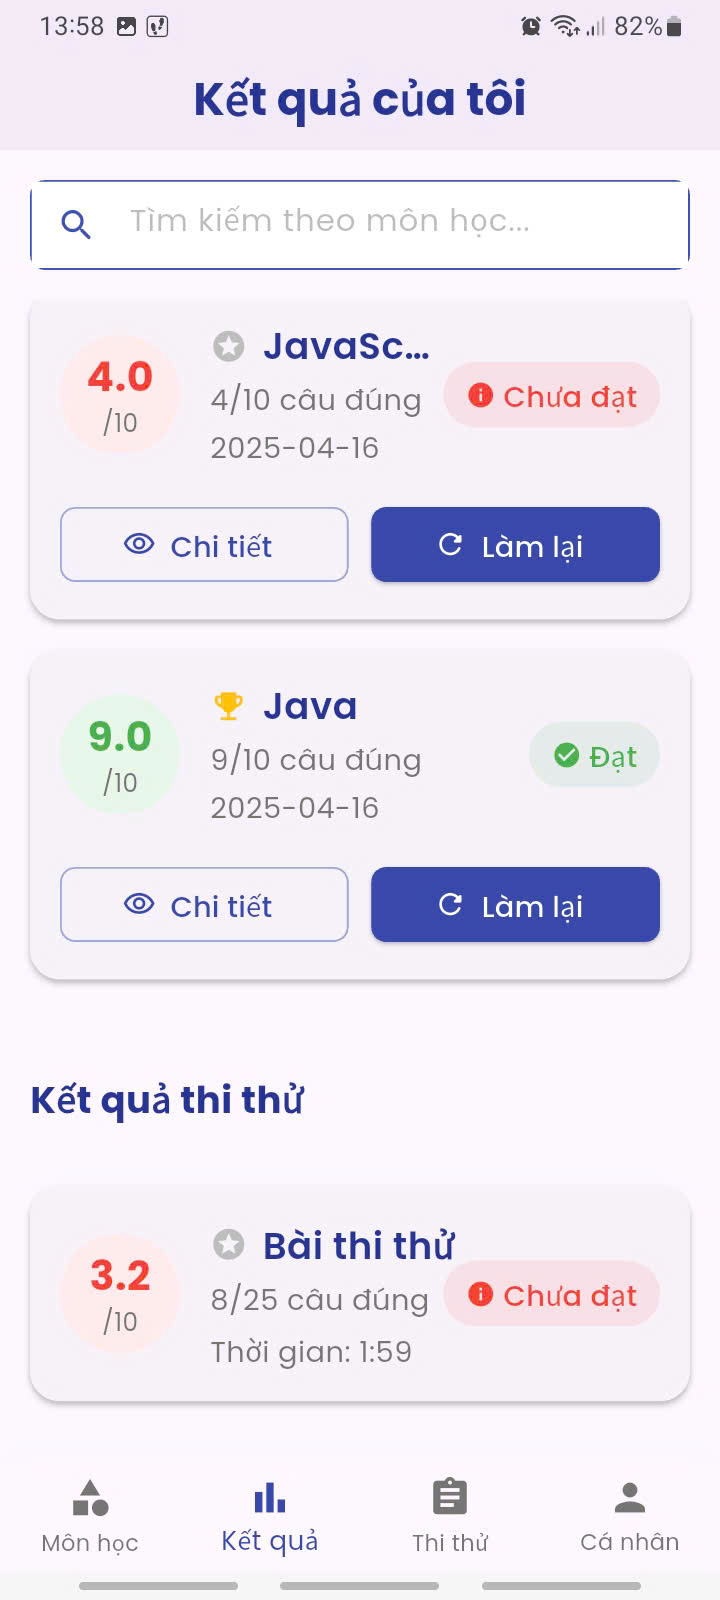 13:58
82%
Kết quả của tôi
Tìm kiếm theo môn học...
4.0
/10
JavaSc...
4/10 câu đúng
2025-04-16
Chưa đạt
Chi tiết
Làm lại
9.0
/10
Java
9/10 câu đúng
2025-04-16
Đạt
Chi tiết
Làm lại
Kết quả thi thử
3.2
/10
Bài thi thử
8/25 câu đúng
Thời gian: 1:59
Chưa đạt
Môn học
Kết quả
Thi thử
Cá nhân